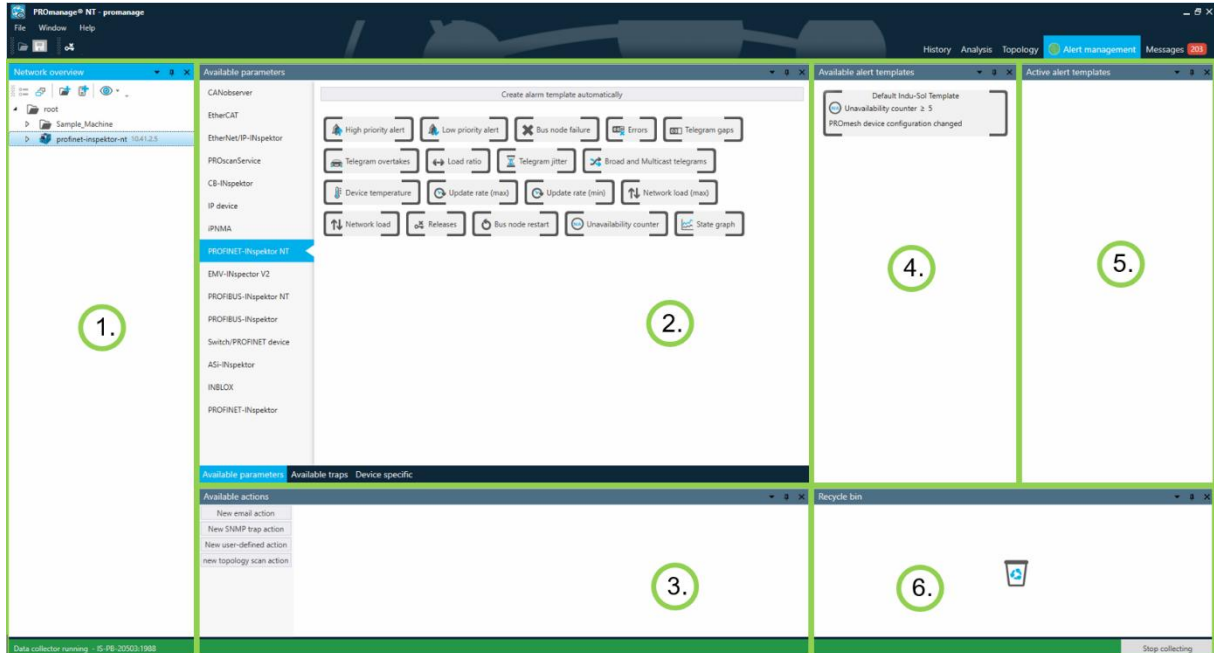 PROmanage® NT - promanage
File Window Help
History Analysis Topology Alert management Messages 203
Network overview
root
Sample_Machine
profinet-inspektor-nt 10.41.2.5
1.
Available parameters
CANobserver
EtherCAT
EtherNet/IP-INspektor
PROscanService
CB-INspektor
IP device
iPNMA
PROFINET-INspektor NT
EMV-INspector V2
PROFIBUS-INspektor NT
PROFIBUS-INspektor
Switch/PROFINET device
ASi-INspektor
INBLOX
PROFINET-INspektor
Create alarm template automatically
High priority alert Low priority alert Bus node failure Errors Telegram gaps
Telegram overtakes Load ratio Telegram jitter Broad and Multicast telegrams
Device temperature Update rate (max) Update rate (min) Network load (max)
Network load Releases Bus node restart Unavailability counter State graph
2.
Available parameters Available traps Device specific
Available actions
New email action
New SNMP trap action
New user-defined action
new topology scan action
3.
Available alert templates
Default Indu-Sol Template
Unavailability counter ≥ 5
PROmesh device configuration changed
4.
Active alert templates
5.
Recycle bin
6.
Data collector running - IS-PB-20503:1988
Stop collecting